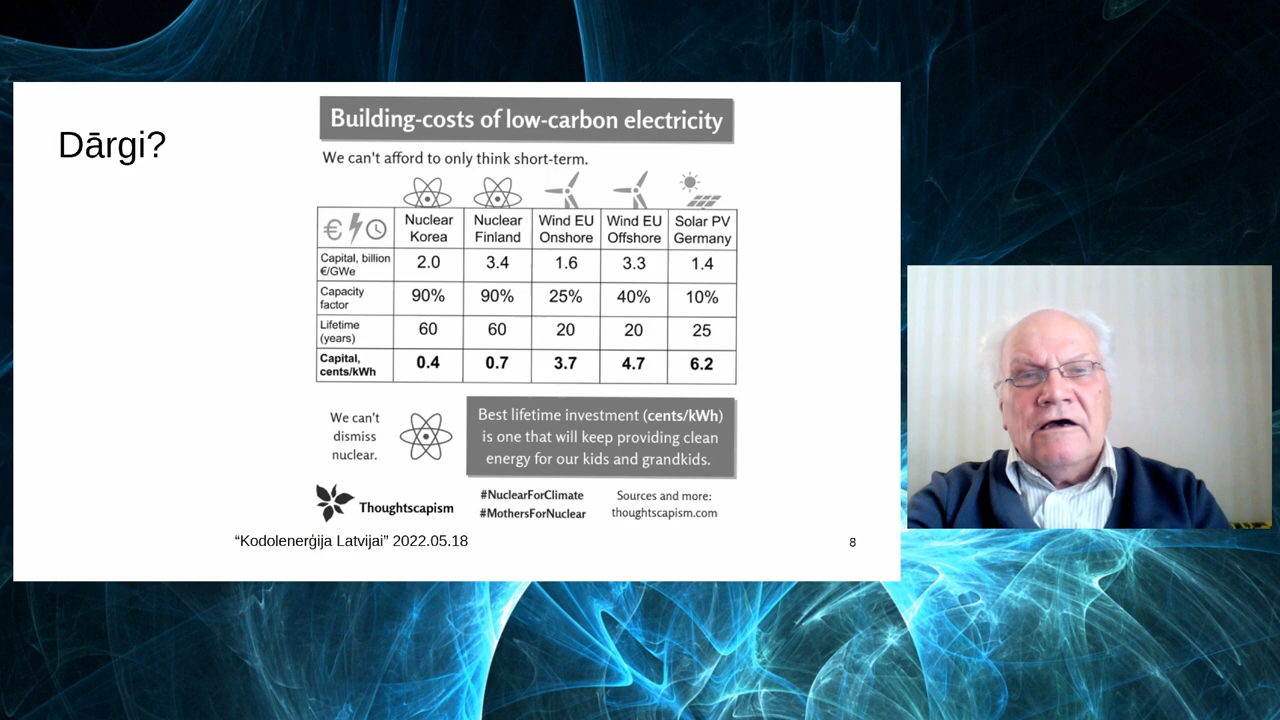 Dārgi?
Building-costs of low-carbon electricity
We can't afford to only think short-term.
€ Nuclear Korea Nuclear Finland Wind EU Onshore Wind EU Offshore Solar PV Germany
Capital, billion €/GWe 2.0 3.4 1.6 3.3 1.4
Capacity factor 90% 90% 25% 40% 10%
Lifetime (years) 60 60 20 20 25
Capital, cents/kWh 0.4 0.7 3.7 4.7 6.2
We can't
dismiss
nuclear.
Best lifetime investment (cents/kWh)
is one that will keep providing clean
energy for our kids and grandkids.
Thoughtscapism
#NuclearForClimate
#MothersForNuclear
Sources and more:
thoughtscapism.com
“Kodolenerģija Latvijai” 2022.05.18
8